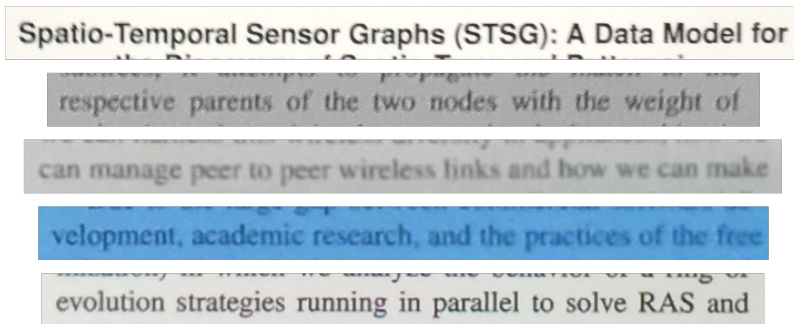 Spatio-Temporal Sensor Graphs (STSG): A Data Model for
respective parents of the two nodes with the weight of
can manage peer to peer wireless links and how we can make
velopment, academic research, and the practices of the free
evolution strategies running in parallel to solve RAS and